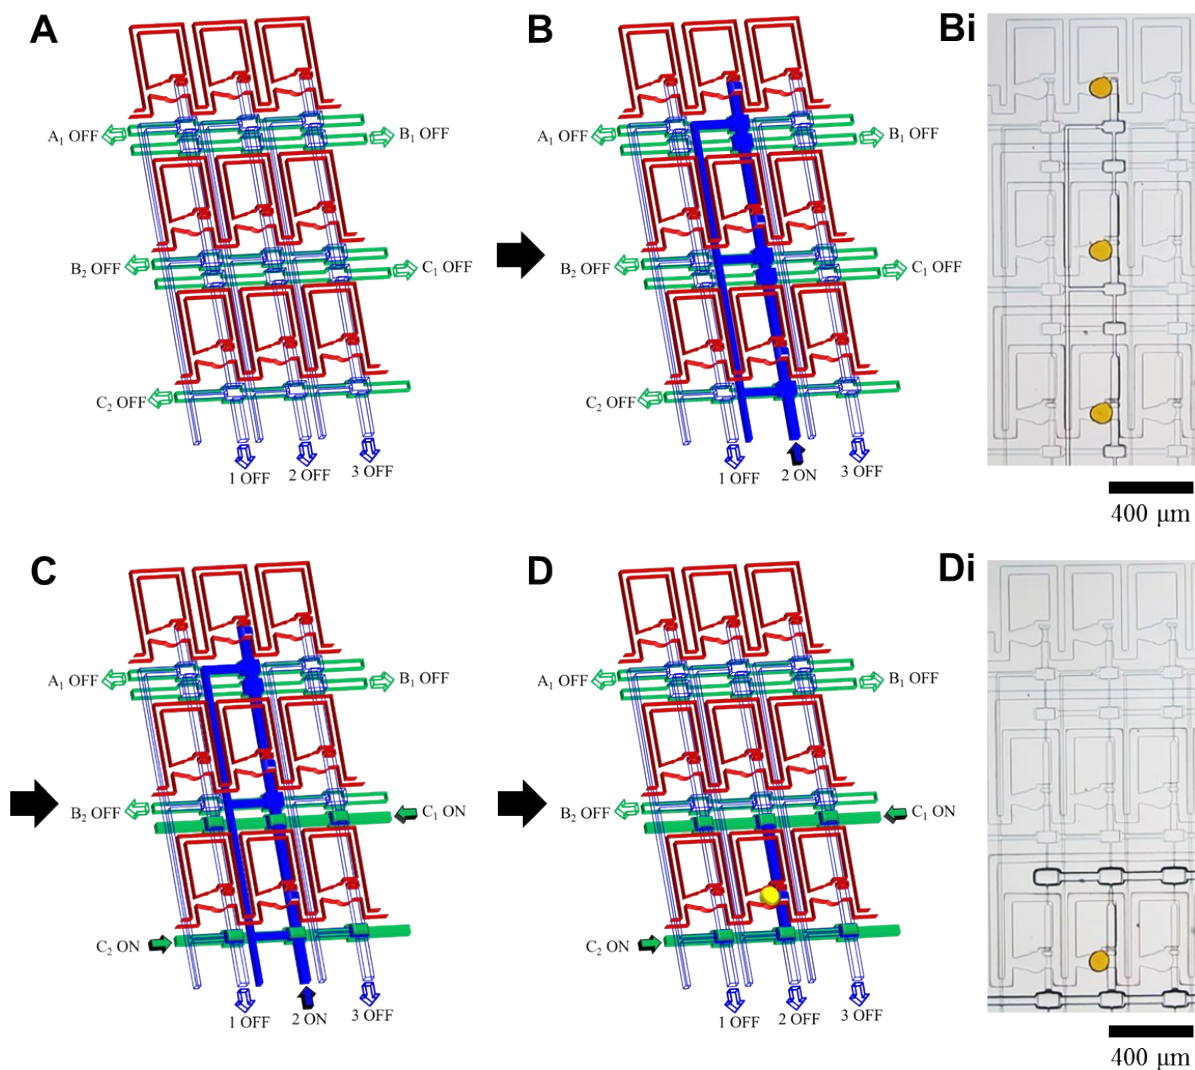 A
B
Bi
A₁ OFF
B₁ OFF
A₁ OFF
B₁ OFF
B₂ OFF
C₁ OFF
B₂ OFF
C₁ OFF
C₂ OFF
C₂ OFF
1 OFF 2 OFF 3 OFF
1 OFF 2 ON 3 OFF
400 μm
C
D
Di
A₁ OFF
B₁ OFF
A₁ OFF
B₁ OFF
B₂ OFF
C₁ ON
B₂ OFF
C₁ ON
C₂ ON
C₂ ON
1 OFF 2 ON 3 OFF
1 OFF 2 OFF 3 OFF
400 μm